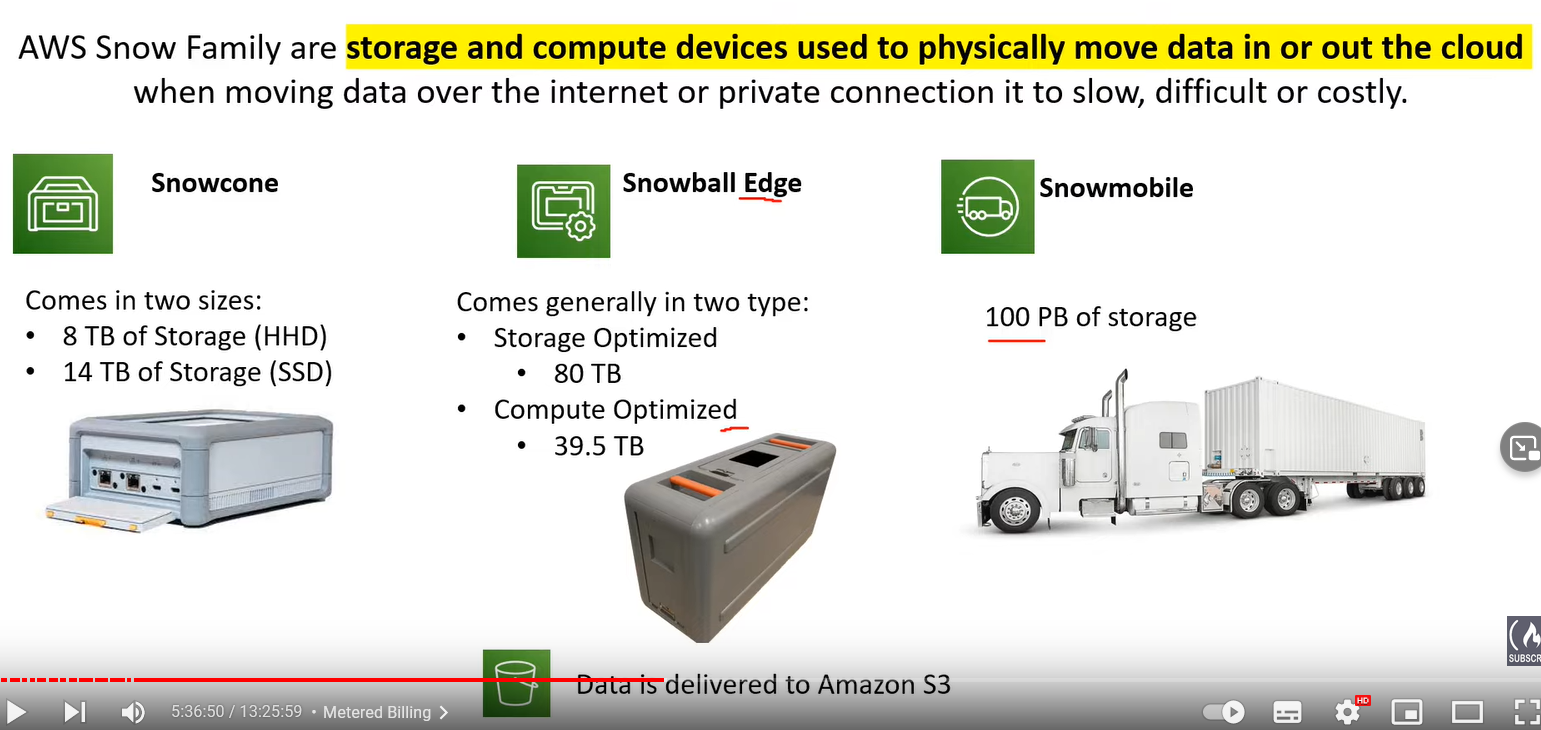 AWS Snow Family are storage and compute devices used to physically move data in or out the cloud
when moving data over the internet or private connection it to slow, difficult or costly.
Snowcone
Comes in two sizes:
• 8 TB of Storage (HHD)
• 14 TB of Storage (SSD)
Snowball Edge
Comes generally in two type:
• Storage Optimized
• 80 TB
• Compute Optimized
• 39.5 TB
Snowmobile
100 PB of storage
Data is delivered to Amazon S3
SUBSCR
5:36:50 / 13:25:59 • Metered Billing
HD